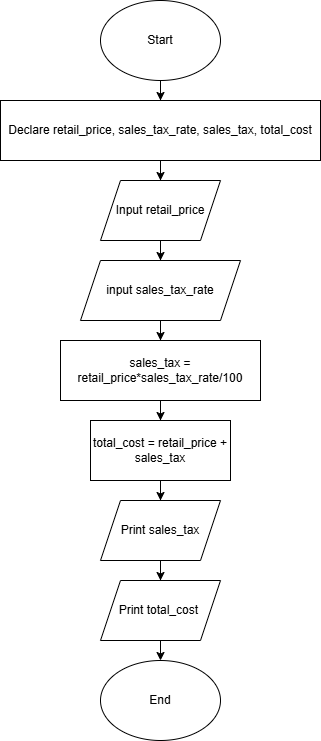 Start
Declare retail_price, sales_tax_rate, sales_tax, total_cost
Input retail_price
input sales_tax_rate
sales_tax =
retail_price*sales_tax_rate/100
total_cost = retail_price +
sales_tax
Print sales_tax
Print total_cost
End